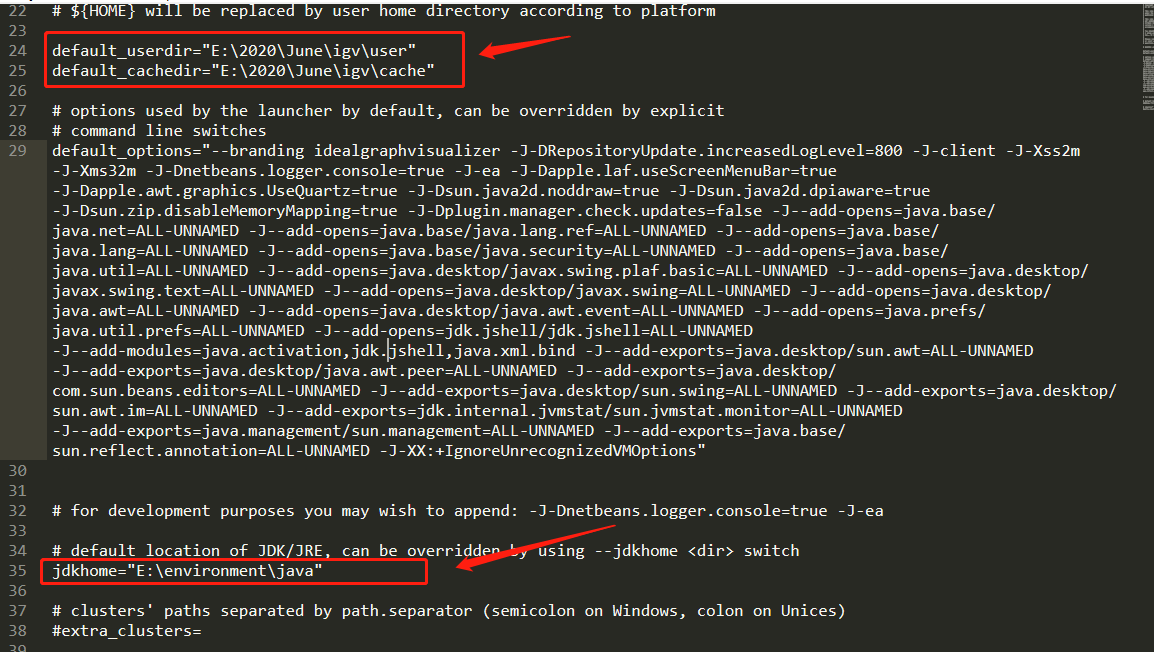 22 # ${HOME} will be replaced by user home directory according to platform
23
24 default_userdir="E:\2020\June\igv\user"
25 default_cachedir="E:\2020\June\igv\cache"
26
27 # options used by the launcher by default, can be overridden by explicit
28 # command line switches
29 default_options="--branding idealgraphvisualizer -J-DRepositoryUpdate.increasedLogLevel=800 -J-client -J-Xss2m
-J-Xms32m -J-Dnetbeans.logger.console=true -J-ea -J-Dapple.laf.useScreenMenuBar=true
-J-Dapple.awt.graphics.UseQuartz=true -J-Dsun.java2d.noddraw=true -J-Dsun.java2d.dpiaware=true
-J-Dsun.zip.disableMemoryMapping=true -J-Dplugin.manager.check.updates=false -J--add-opens=java.base/
java.net=ALL-UNNAMED -J--add-opens=java.base/java.lang.ref=ALL-UNNAMED -J--add-opens=java.base/
java.lang=ALL-UNNAMED -J--add-opens=java.base/java.security=ALL-UNNAMED -J--add-opens=java.base/
java.util=ALL-UNNAMED -J--add-opens=java.desktop/javax.swing.plaf.basic=ALL-UNNAMED -J--add-opens=java.desktop/
javax.swing.text=ALL-UNNAMED -J--add-opens=java.desktop/javax.swing=ALL-UNNAMED -J--add-opens=java.desktop/
java.awt=ALL-UNNAMED -J--add-opens=java.desktop/java.awt.event=ALL-UNNAMED -J--add-opens=java.prefs/
java.util.prefs=ALL-UNNAMED -J--add-opens=jdk.jshell/jdk.jshell=ALL-UNNAMED
-J--add-modules=java.activation,jdk.jshell,java.xml.bind -J--add-exports=java.desktop/sun.awt=ALL-UNNAMED
-J--add-exports=java.desktop/java.awt.peer=ALL-UNNAMED -J--add-exports=java.desktop/
com.sun.beans.editors=ALL-UNNAMED -J--add-exports=java.desktop/sun.swing=ALL-UNNAMED -J--add-exports=java.desktop/
sun.awt.im=ALL-UNNAMED -J--add-exports=jdk.internal.jvmstat/sun.jvmstat.monitor=ALL-UNNAMED
-J--add-exports=java.management/sun.management=ALL-UNNAMED -J--add-exports=java.base/
sun.reflect.annotation=ALL-UNNAMED -J-XX:+IgnoreUnrecognizedVMOptions"
30
31
32 # for development purposes you may wish to append: -J-Dnetbeans.logger.console=true -J-ea
33
34 # default location of JDK/JRE, can be overridden by using --jdkhome <dir> switch
35 jdkhome="E:\environment\java"
36
37 # clusters' paths separated by path.separator (semicolon on Windows, colon on Unices)
38 #extra_clusters=
39